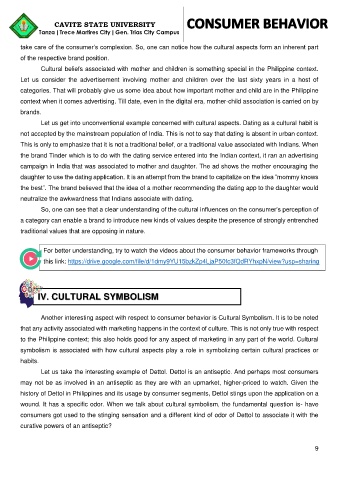 CAVITE STATE UNIVERSITY
Tanza | Trece Martires City | Gen. Trias City Campus
CONSUMER BEHAVIOR
take care of the consumer's complexion. So, one can notice how the cultural aspects form an inherent part
of the respective brand position.
Cultural beliefs associated with mother and children is something special in the Philippine context.
Let us consider the advertisement involving mother and children over the last sixty years in a host of
categories. That will probably give us some idea about how important mother and child are in the Philippine
context when it comes advertising. Till date, even in the digital era, mother-child association is carried on by
brands.
Let us get into unconventional example concerned with cultural aspects. Dating as a cultural habit is
not accepted by the mainstream population of India. This is not to say that dating is absent in urban context.
This is only to emphasize that it is not a traditional belief, or a traditional value associated with Indians. When
the brand Tinder which is to do with the dating service entered into the Indian context, it ran an advertising
campaign in India that was associated to mother and daughter. The ad shows the mother encouraging the
daughter to use the dating application. It is an attempt from the brand to capitalize on the idea "mommy knows
the best". The brand believed that the idea of a mother recommending the dating app to the daughter would
neutralize the awkwardness that Indians associate with dating.
So, one can see that a clear understanding of the cultural influences on the consumer's perception of
a category can enable a brand to introduce new kinds of values despite the presence of strongly entrenched
traditional values that are opposing in nature.
For better understanding, try to watch the videos about the consumer behavior frameworks through
this link:
IV. CULTURAL SYMBOLISM
Another interesting aspect with respect to consumer behavior is Cultural Symbolism. It is to be noted
that any activity associated with marketing happens in the context of culture. This is not only true with respect
to the Philippine context; this also holds good for any aspect of marketing in any part of the world. Cultural
symbolism is associated with how cultural aspects play a role in symbolizing certain cultural practices or
habits.
Let us take the interesting example of Dettol. Dettol is an antiseptic. And perhaps most consumers
may not be as involved in an antiseptic as they are with an upmarket, higher-priced to watch. Given the
history of Dettol in Philippines and its usage by consumer segments, Dettol stings upon the application on a
wound. It has a specific odor. When we talk about cultural symbolism, the fundamental question is- have
consumers got used to the stinging sensation and a different kind of odor of Dettol to associate it with the
curative powers of an antiseptic?
9